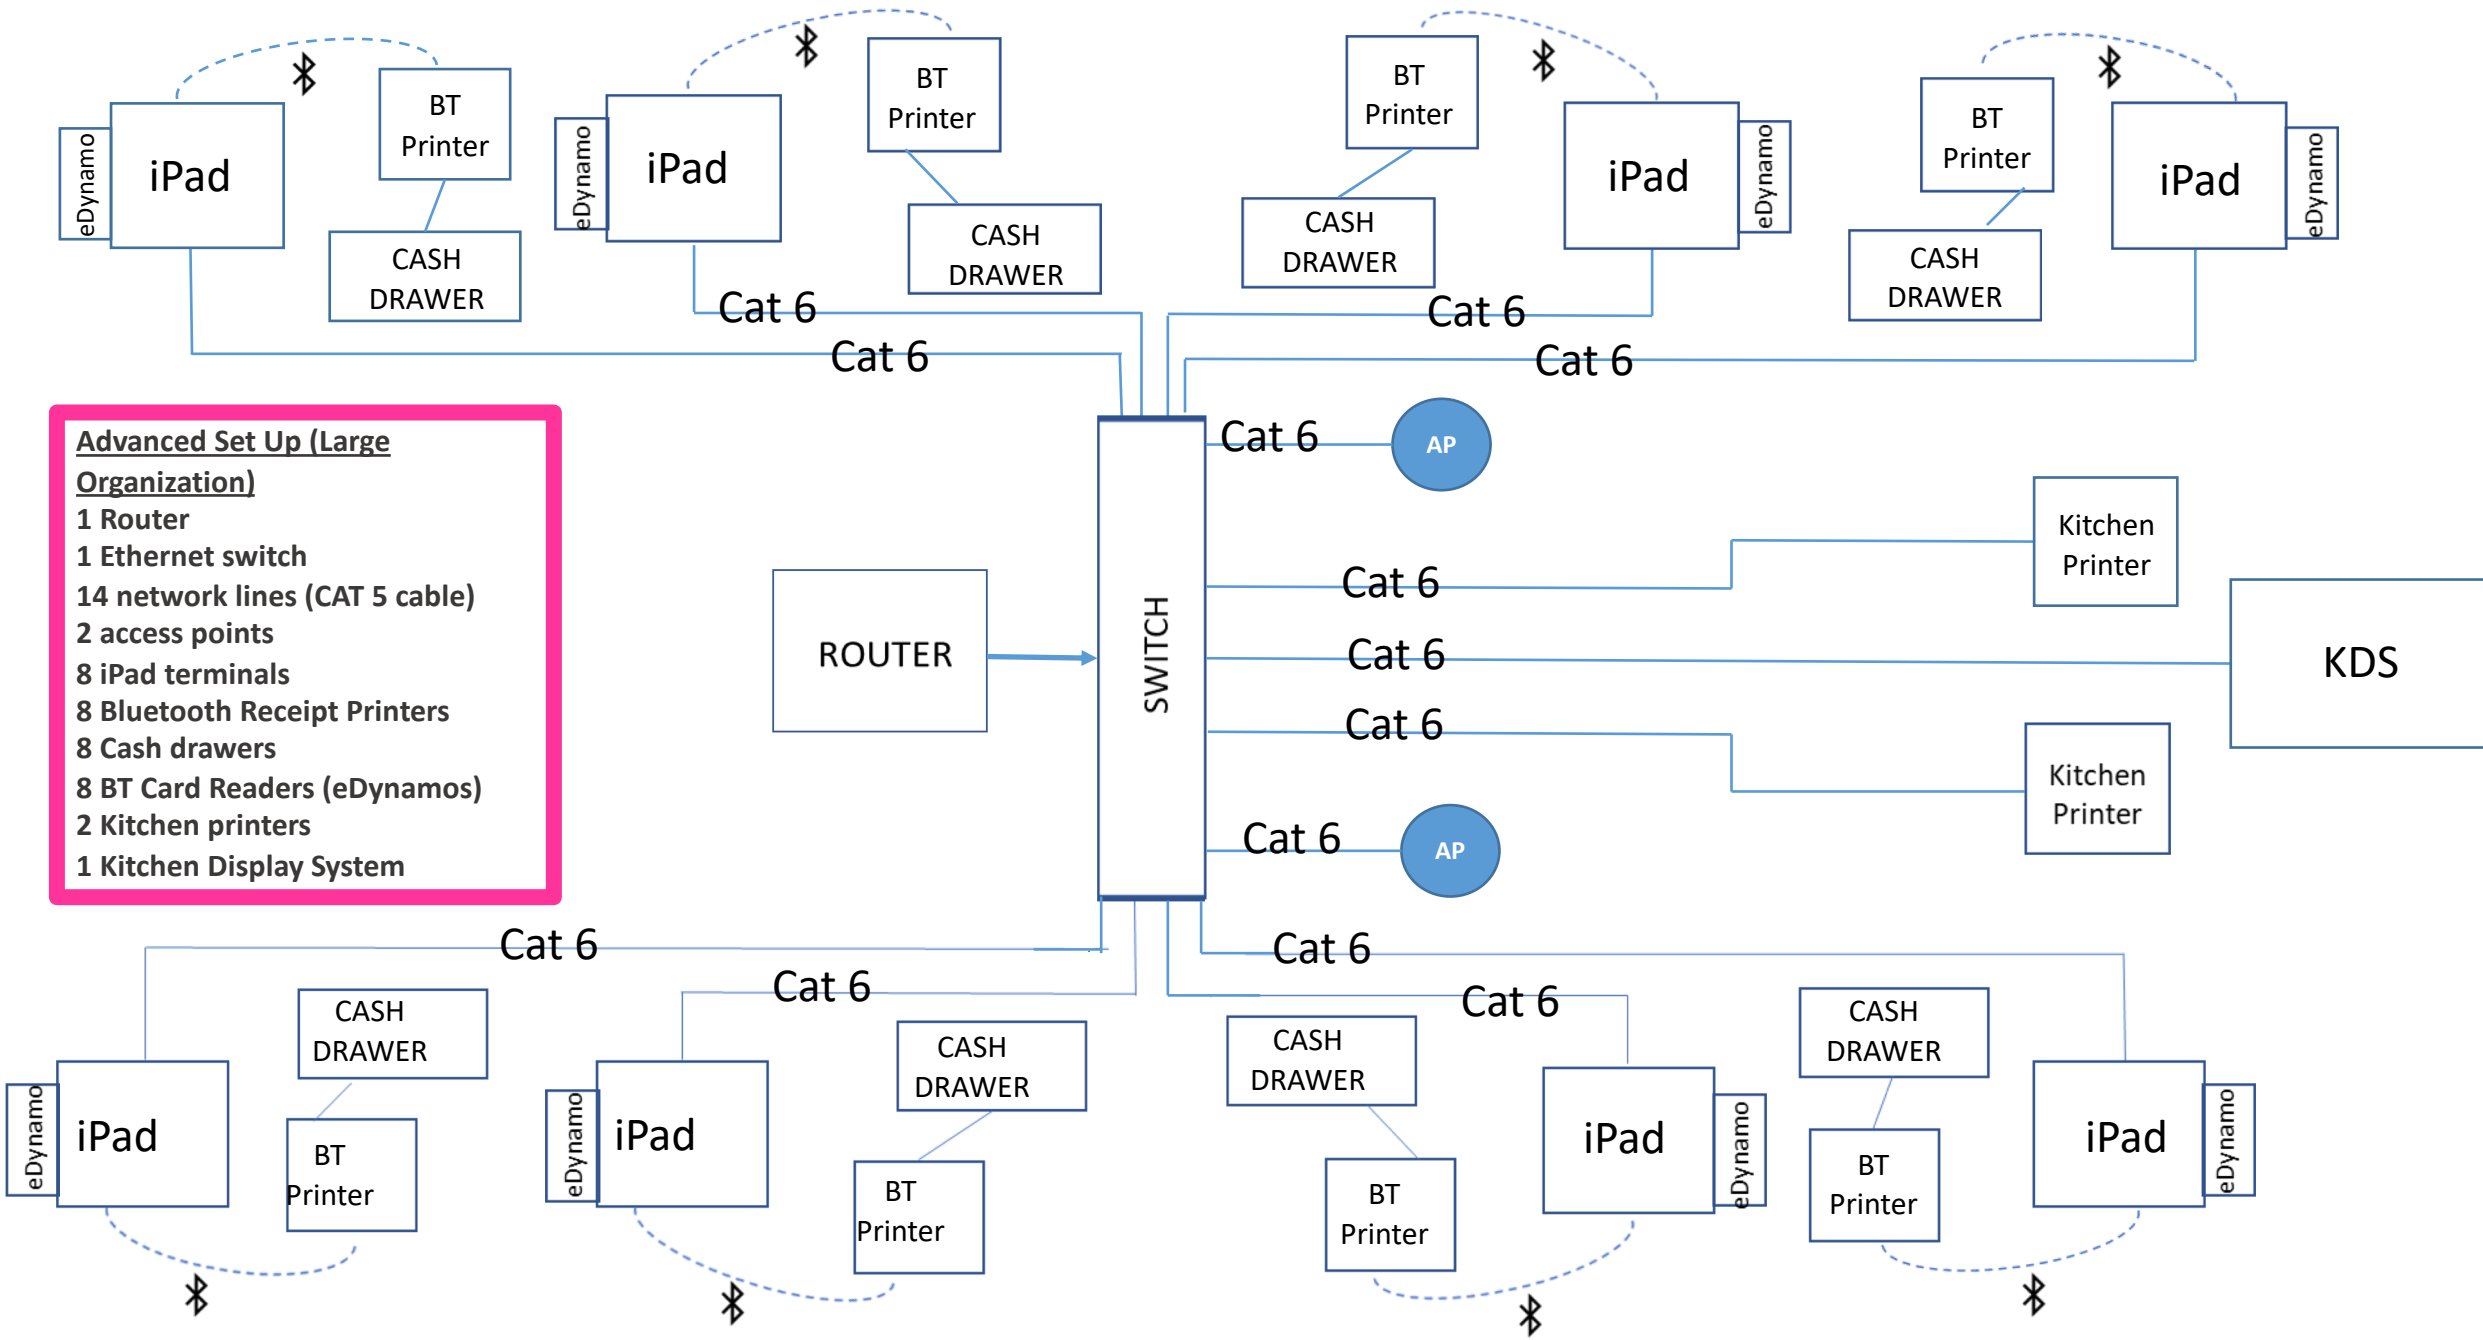 BT
Printer
eDynamo
iPad
CASH
DRAWER
BT
Printer
eDynamo
iPad
CASH
DRAWER
BT
Printer
iPad
eDynamo
CASH
DRAWER
BT
Printer
iPad
eDynamo
CASH
DRAWER
Cat 6
Cat 6
Cat 6
Cat 6
Advanced Set Up (Large
Organization)
1 Router
1 Ethernet switch
14 network lines (CAT 5 cable)
2 access points
8 iPad terminals
8 Bluetooth Receipt Printers
8 Cash drawers
8 BT Card Readers (eDynamos)
2 Kitchen printers
1 Kitchen Display System
ROUTER
SWITCH
Cat 6
AP
Cat 6
Kitchen
Printer
Cat 6
KDS
Cat 6
Kitchen
Printer
Cat 6
AP
Cat 6
Cat 6
Cat 6
Cat 6
CASH
DRAWER
eDynamo
iPad
BT
Printer
CASH
DRAWER
eDynamo
iPad
BT
Printer
CASH
DRAWER
iPad
eDynamo
BT
Printer
CASH
DRAWER
iPad
eDynamo
BT
Printer